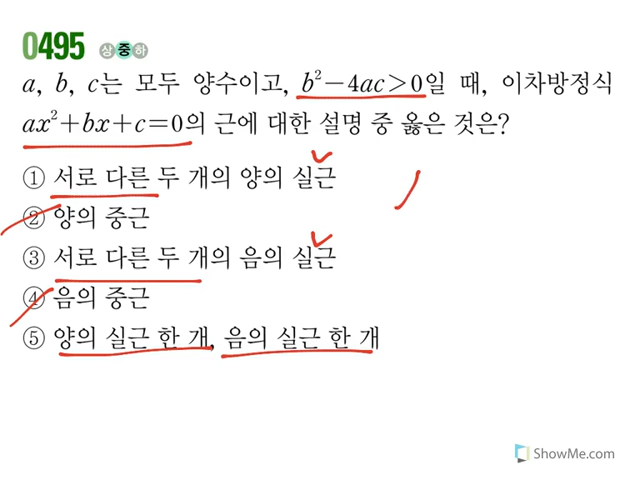 0495 상 중 하
a, b, c는 모두 양수이고, b²-4ac>0일 때, 이차방정식
ax²+bx+c=0의 근에 대한 설명 중 옳은 것은?
① 서로 다른 두 개의 양의 실근
② 양의 중근
③ 서로 다른 두 개의 음의 실근
④ 음의 중근
⑤ 양의 실근 한 개, 음의 실근 한 개
ShowMe.com